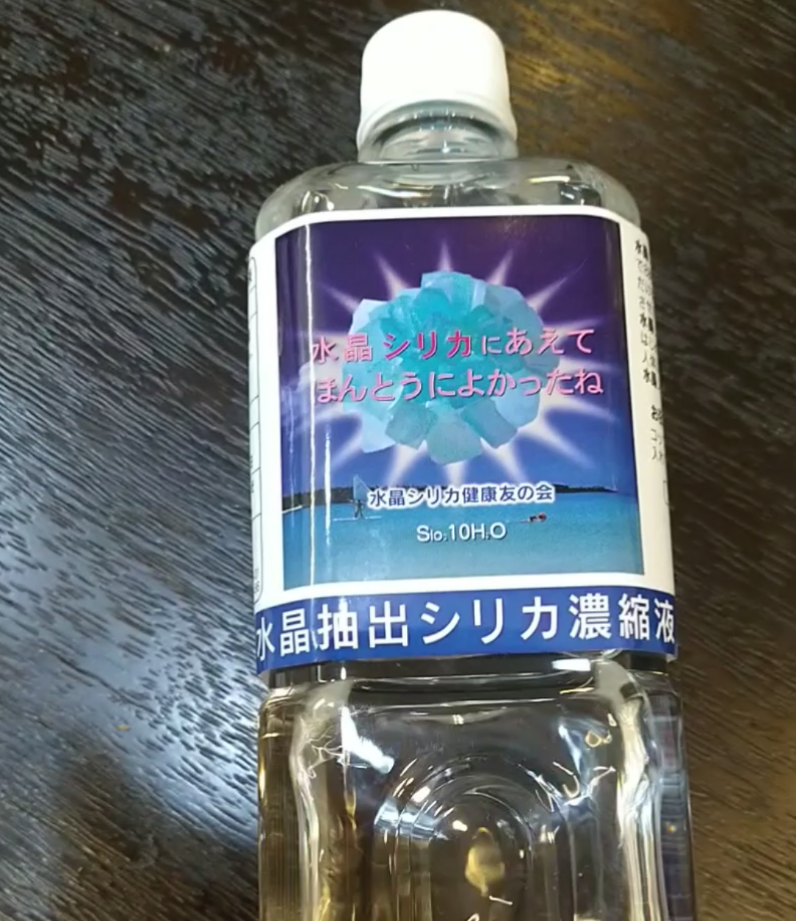 水晶シリカにあえて
ほんとうによかったね
水晶シリカ健康友の会
Sio₂10H₂O
水晶抽出シリカ濃縮液